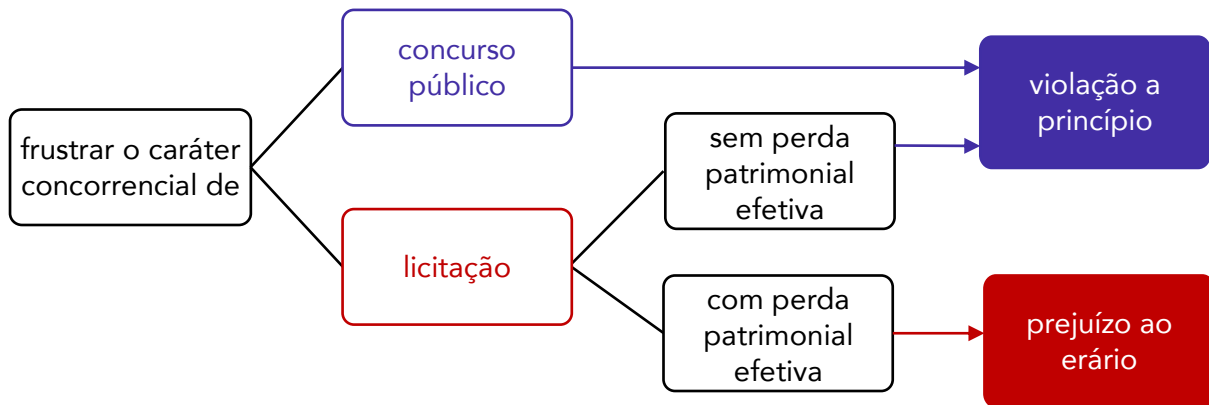 frustrar o caráter
concorrencial de
concurso
público
licitação
sem perda
patrimonial
efetiva
com perda
patrimonial
efetiva
violação a
princípio
prejuízo ao
erário